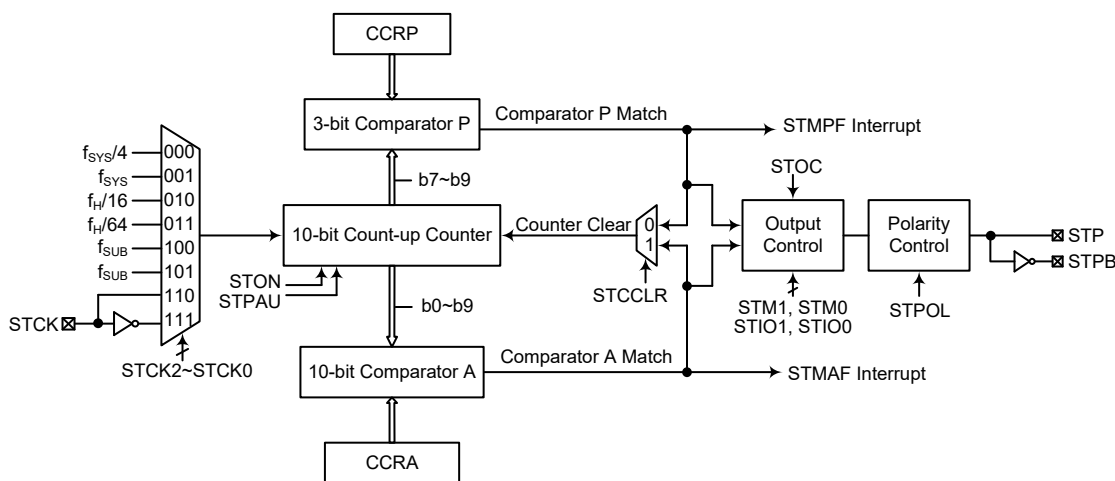 CCRP
3-bit Comparator P
Comparator P Match
STMPF Interrupt
b7~b9
fSYS/4
000
fSYS
001
fH/16
010
fH/64
011
fSUB
100
fSUB
101
110
111
STCK
STCK2~STCK0
10-bit Count-up Counter
STON
STPAU
Counter Clear
0
1
STCCLR
STOC
Output
Control
STM1, STM0
STIO1, STIO0
Polarity
Control
STPOL
STP
STPB
b0~b9
10-bit Comparator A
Comparator A Match
STMAF Interrupt
CCRA